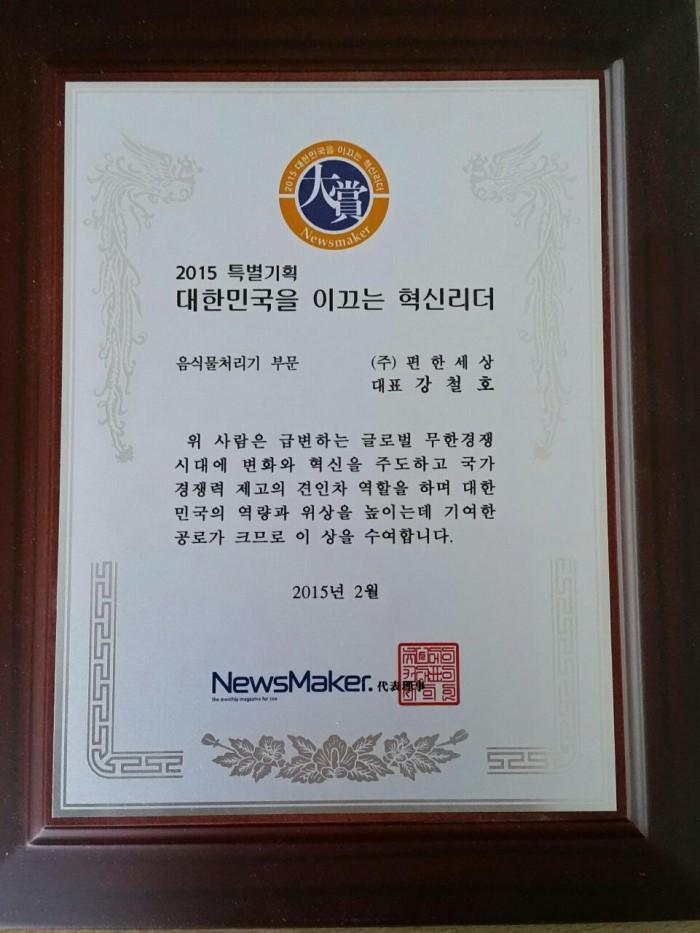 2015 대한민국을 이끄는 혁신리더
大賞
Newsmaker
2015 특별기획
대한민국을 이끄는 혁신리더
음식물처리기 부문
(주) 편한세상
대표 강철호
위 사람은 급변하는 글로벌 무한경쟁
시대에 변화와 혁신을 주도하고 국가
경쟁력 제고의 견인차 역할을 하며 대한
민국의 역량과 위상을 높이는데 기여한
공로가 크므로 이 상을 수여합니다.
2015년 2월
NewsMaker. 代表理事
the monthly magazine for